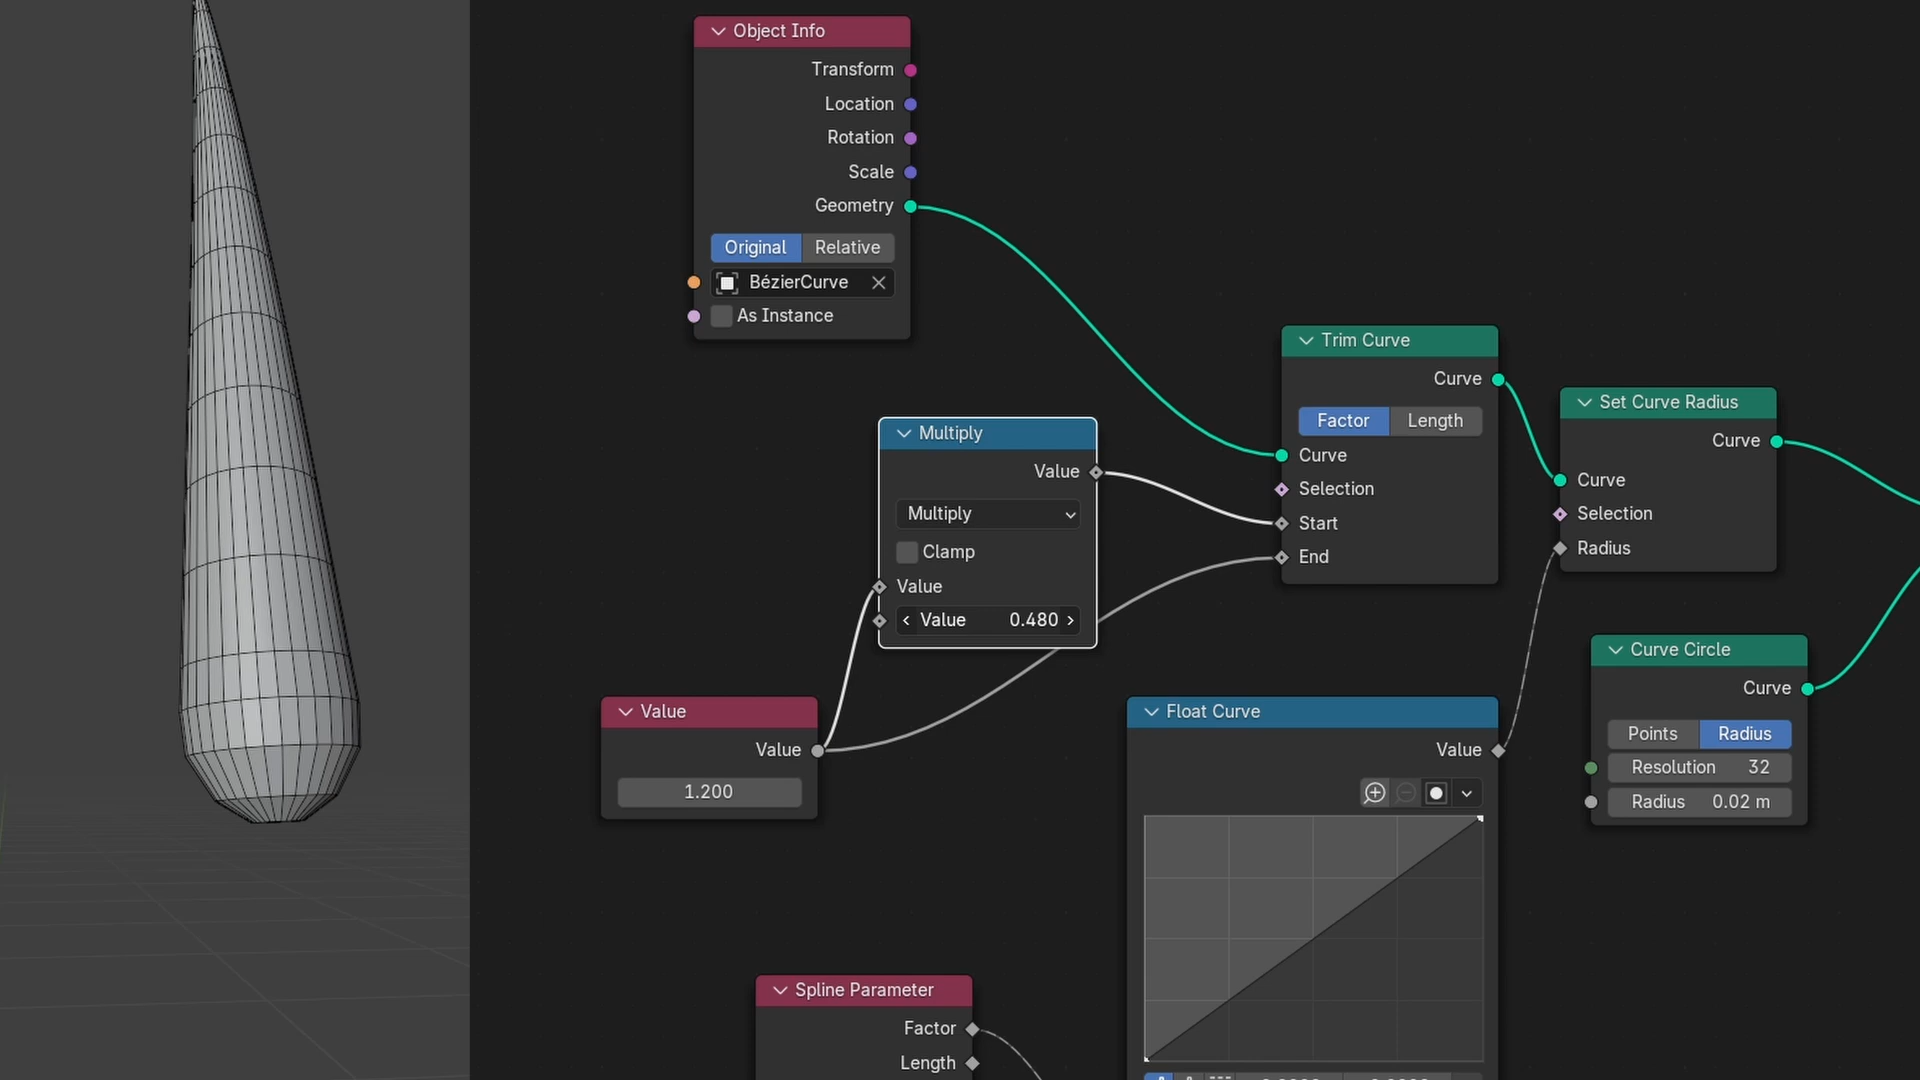 Object Info
Transform
Location
Rotation
Scale
Geometry
Original Relative
BézierCurve
As Instance
Trim Curve
Curve
Factor Length
Curve
Selection
Start
End
Set Curve Radius
Curve
Curve
Selection
Radius
Multiply
Value
Multiply
Clamp
Value
Value 0.480
Value
Value
1.200
Float Curve
Value
Curve Circle
Curve
Points Radius
Resolution 32
Radius 0.02 m
Spline Parameter
Factor
Length